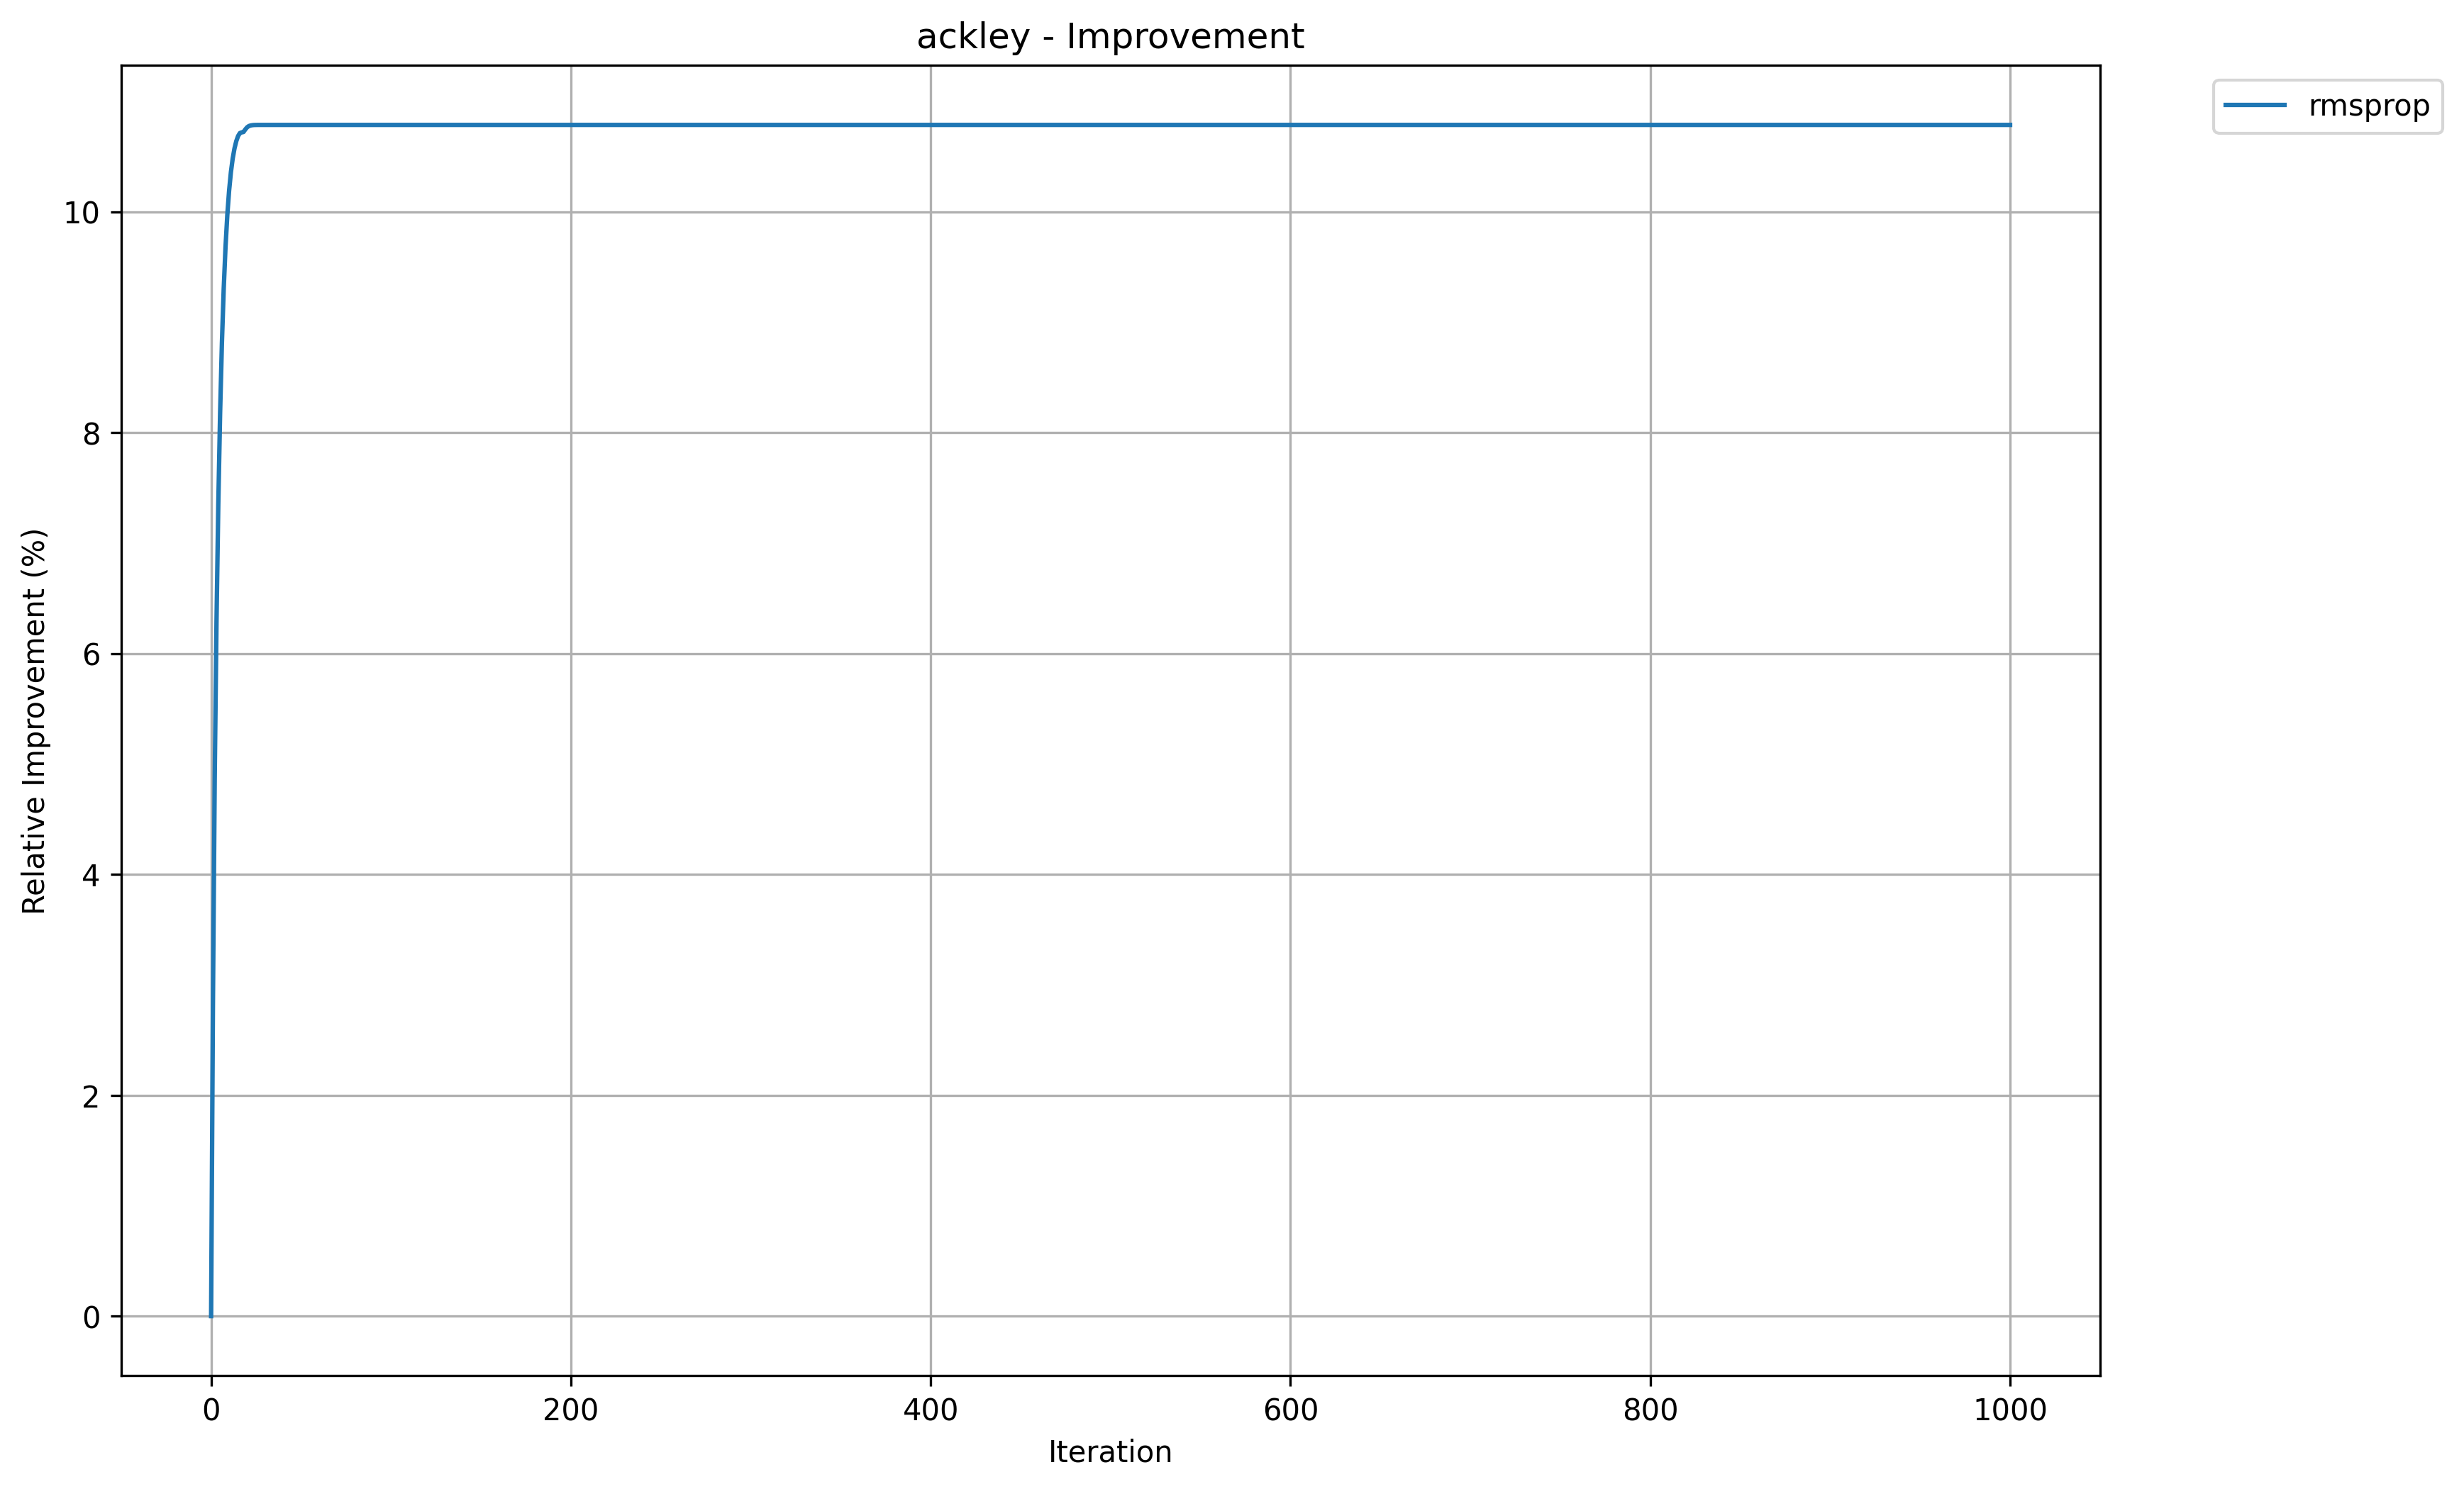 ackley - Improvement
rmsprop
Relative Improvement (%)
10
8
6
4
2
0
0 200 400 600 800 1000
Iteration